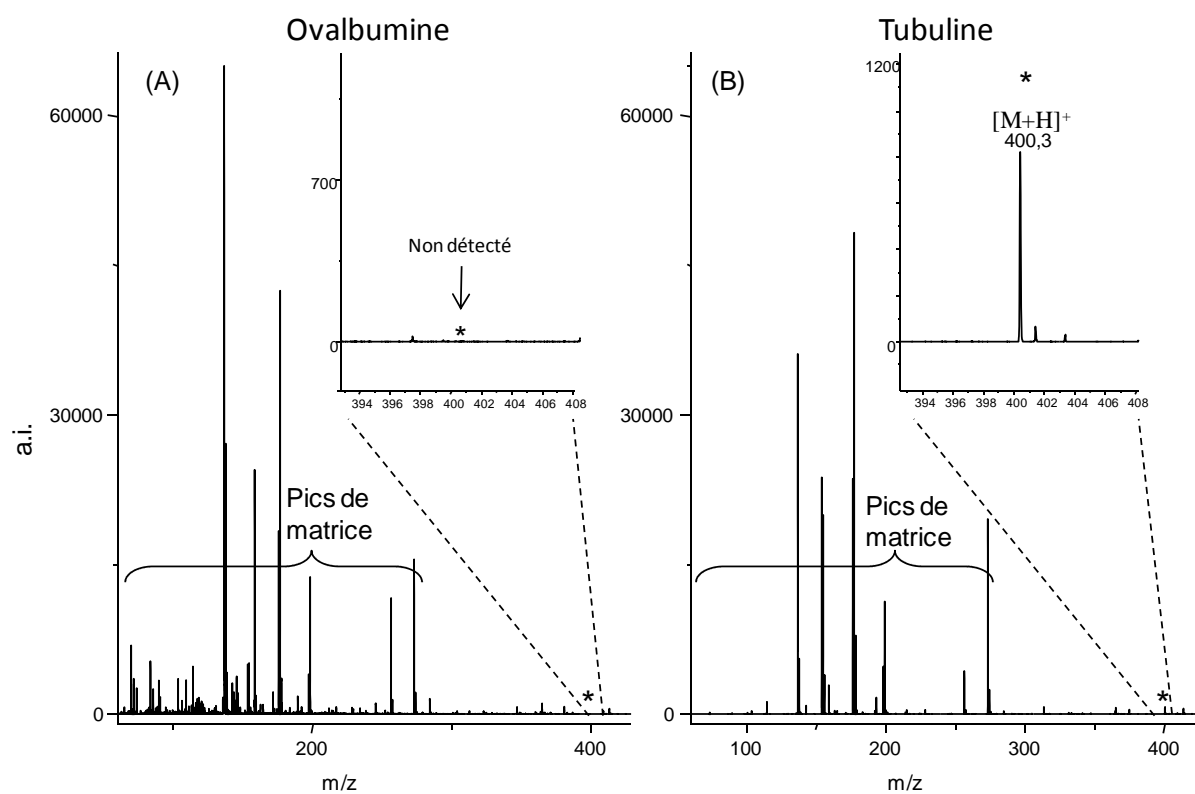 Ovalbumine
Tubuline
(A)
60000
30000
0
a.i.
700
0
Non détecté
*
394 396 398 400 402 404 406 408
Pics de
matrice
*
200 400
m/z
(B)
60000
30000
0
1200
0
*
[M+H]+
400,3
394 396 398 400 402 404 406 408
Pics de
matrice
*
100 200 300 400
m/z